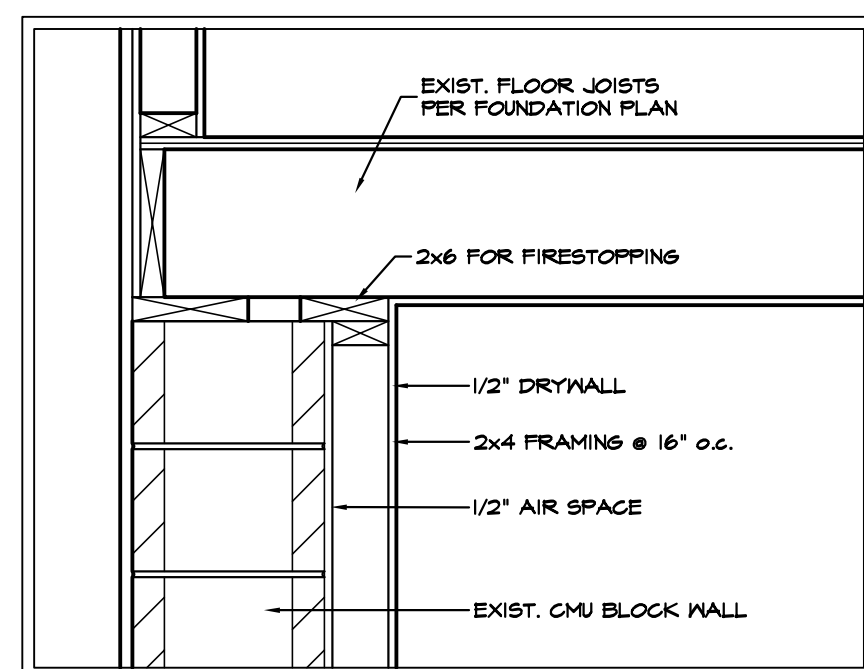 EXIST. FLOOR JOISTS
PER FOUNDATION PLAN
2x6 FOR FIRESTOPPING
1/2" DRYWALL
2x4 FRAMING @ 16" o.c.
1/2" AIR SPACE
EXIST. CMU BLOCK WALL